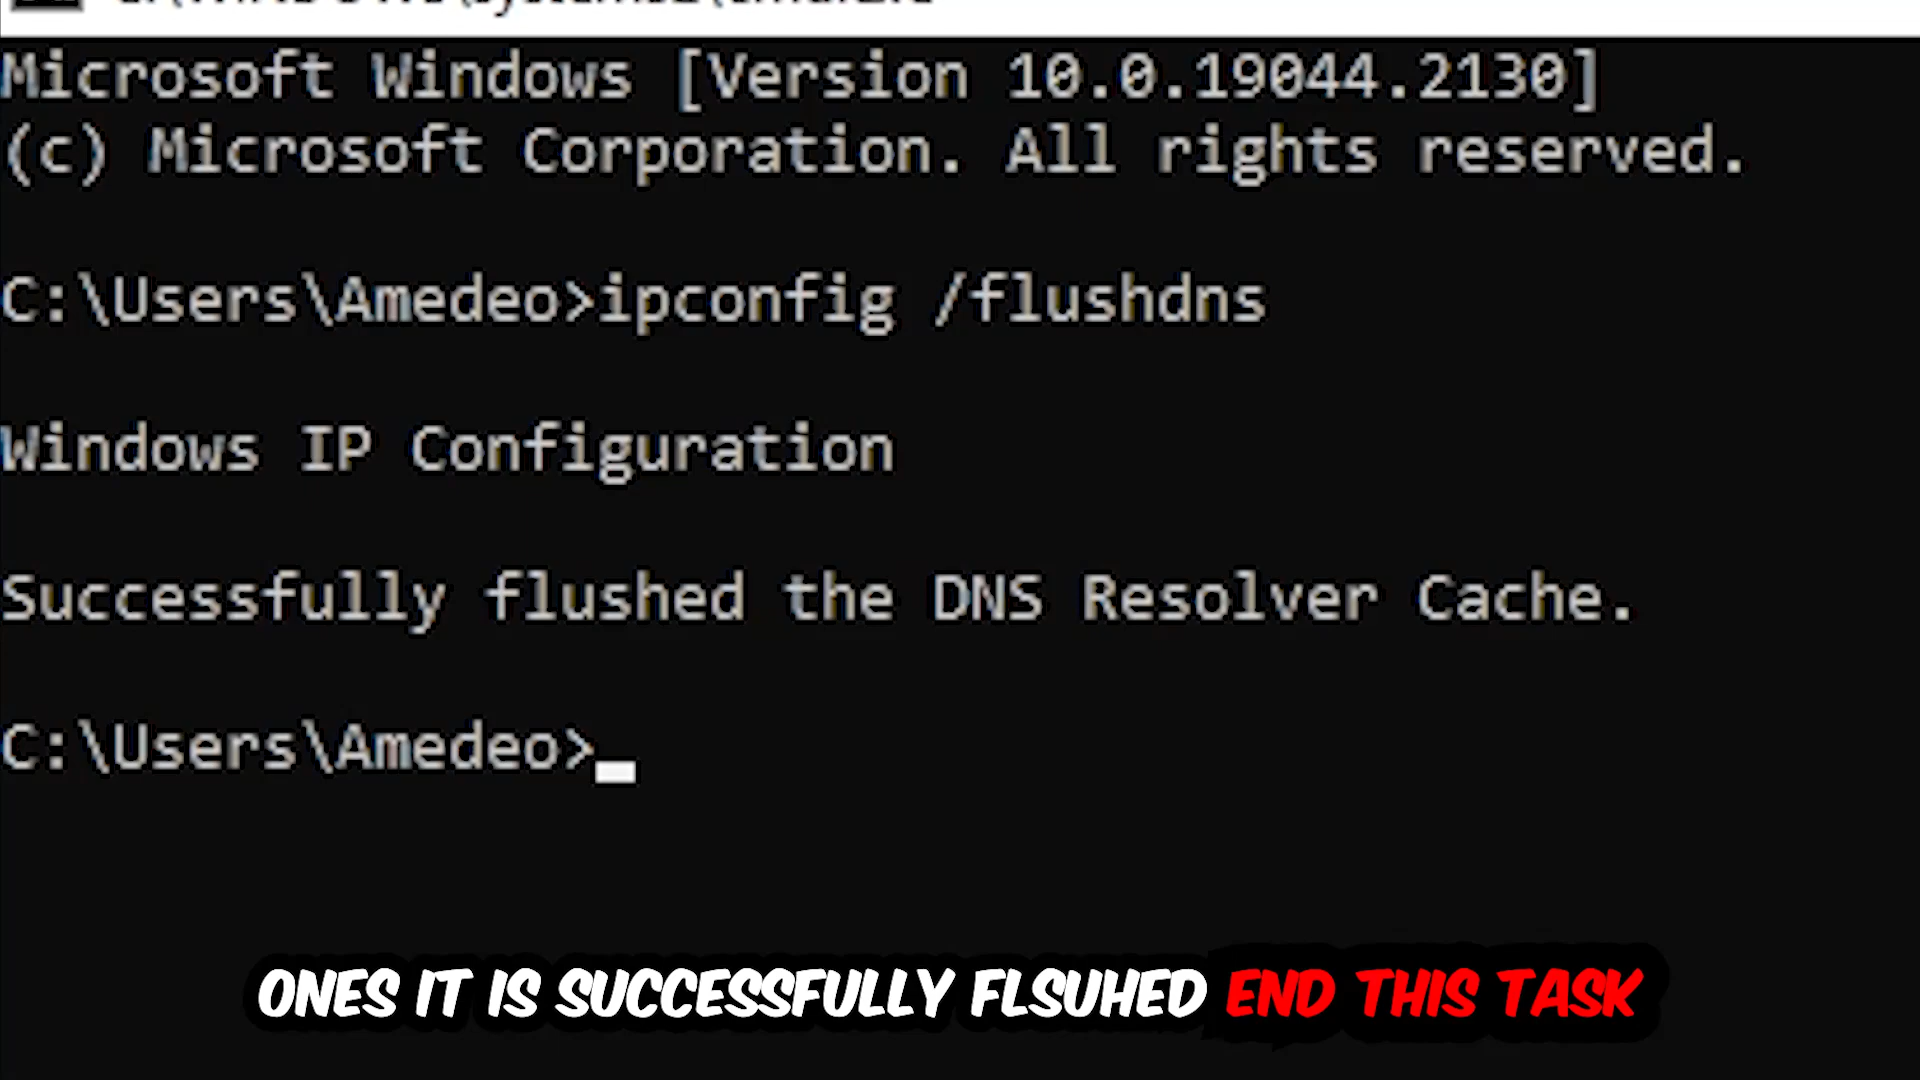 Microsoft Windows [Version 10.0.19044.2130]
(c) Microsoft Corporation. All rights reserved.
C:\Users\Amedeo>ipconfig /flushdns
Windows IP Configuration
Successfully flushed the DNS Resolver Cache.
C:\Users\Amedeo>
ONES IT IS SUCCESSFULLY FLSUHED END THIS TASK